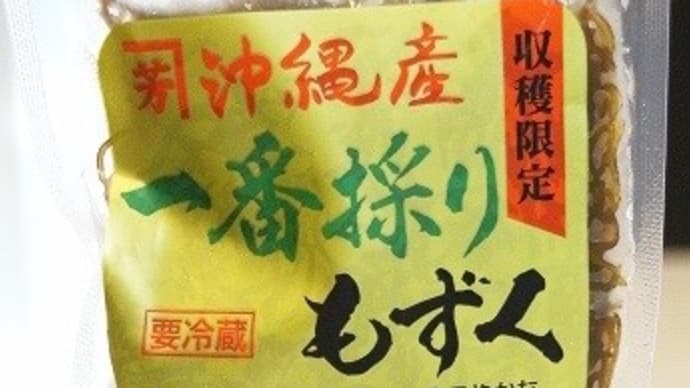 沖縄産
収穫限定
一番採り
もずく
要冷蔵